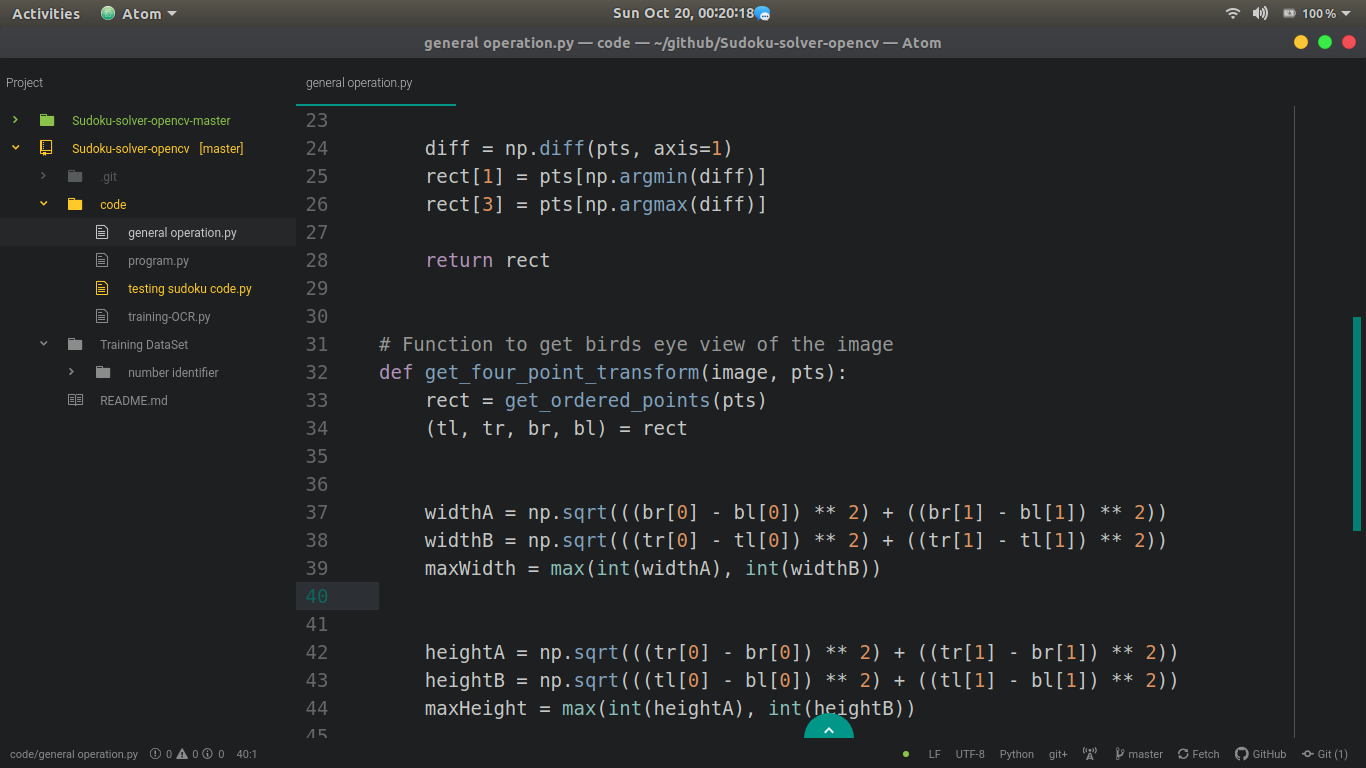 Activities Atom Sun Oct 20, 00:20:18 100 %
general operation.py — code — ~/github/Sudoku-solver-opencv — Atom
Project
Sudoku-solver-opencv-master
Sudoku-solver-opencv [master]
.git
code
general operation.py
program.py
testing sudoku code.py
training-OCR.py
Training DataSet
number identifier
README.md
general operation.py
23
24 diff = np.diff(pts, axis=1)
25 rect[1] = pts[np.argmin(diff)]
26 rect[3] = pts[np.argmax(diff)]
27
28 return rect
29
30
31 # Function to get birds eye view of the image
32 def get_four_point_transform(image, pts):
33 rect = get_ordered_points(pts)
34 (tl, tr, br, bl) = rect
35
36
37 widthA = np.sqrt(((br[0] - bl[0]) ** 2) + ((br[1] - bl[1]) ** 2))
38 widthB = np.sqrt(((tr[0] - tl[0]) ** 2) + ((tr[1] - tl[1]) ** 2))
39 maxWidth = max(int(widthA), int(widthB))
40
41
42 heightA = np.sqrt(((tr[0] - br[0]) ** 2) + ((tr[1] - br[1]) ** 2))
43 heightB = np.sqrt(((tl[0] - bl[0]) ** 2) + ((tl[1] - bl[1]) ** 2))
44 maxHeight = max(int(heightA), int(heightB))
45
code/general operation.py 0 0 0 40:1 LF UTF-8 Python git+ master Fetch GitHub Git (1)